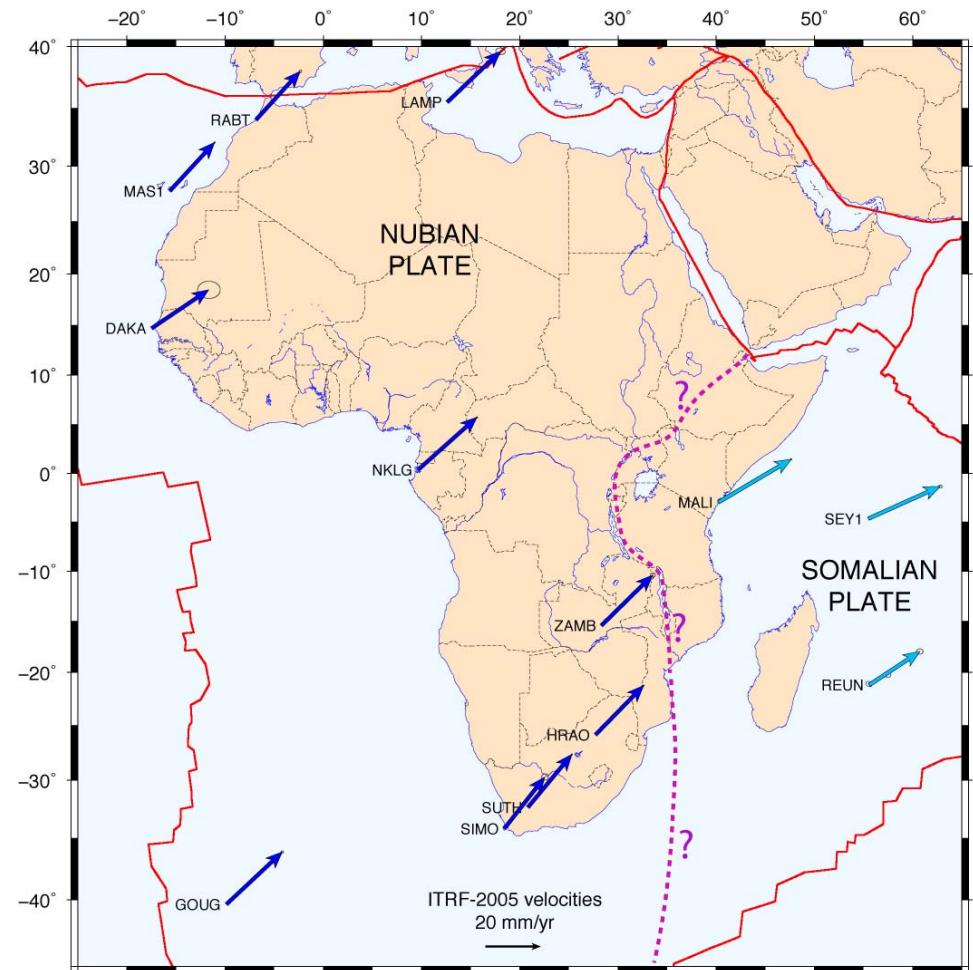 −20° −10° 0° 10° 20° 30° 40° 50° 60°
40°
LAMP
RABT
30°
MAS1
NUBIAN
PLATE
20°
DAKA
10°
?
NKLG
0°
MALI
SEY1
−10°
SOMALIAN
PLATE
ZAMB
?
−20°
REUN
HRAO
−30°
SUTH
SIMO
?
−40°
GOUG
ITRF-2005 velocities
20 mm/yr